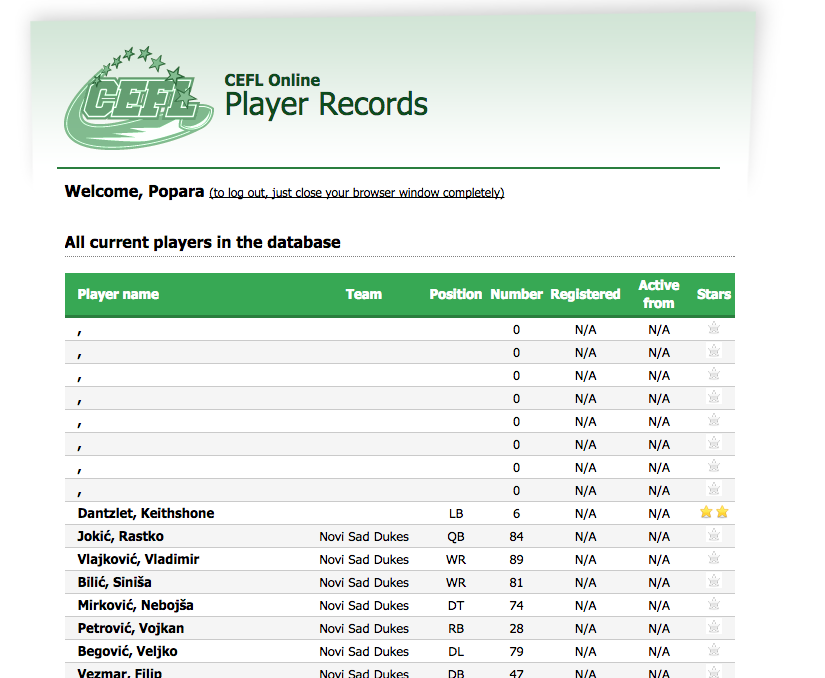 CEFL
CEFL Online
Player Records
Welcome, Popara (to log out, just close your browser window completely)
All current players in the database
Player name Team Position Number Registered Active from Stars
, 0 N/A N/A
, 0 N/A N/A
, 0 N/A N/A
, 0 N/A N/A
, 0 N/A N/A
, 0 N/A N/A
, 0 N/A N/A
, 0 N/A N/A
Dantzlet, Keithshone LB 6 N/A N/A
Jokić, Rastko Novi Sad Dukes QB 84 N/A N/A
Vlajković, Vladimir Novi Sad Dukes WR 89 N/A N/A
Bilić, Siniša Novi Sad Dukes WR 81 N/A N/A
Mirković, Nebojša Novi Sad Dukes DT 74 N/A N/A
Petrović, Vojkan Novi Sad Dukes RB 28 N/A N/A
Begović, Veljko Novi Sad Dukes DL 79 N/A N/A
Vezmar, Filip Novi Sad Dukes DB 47 N/A N/A